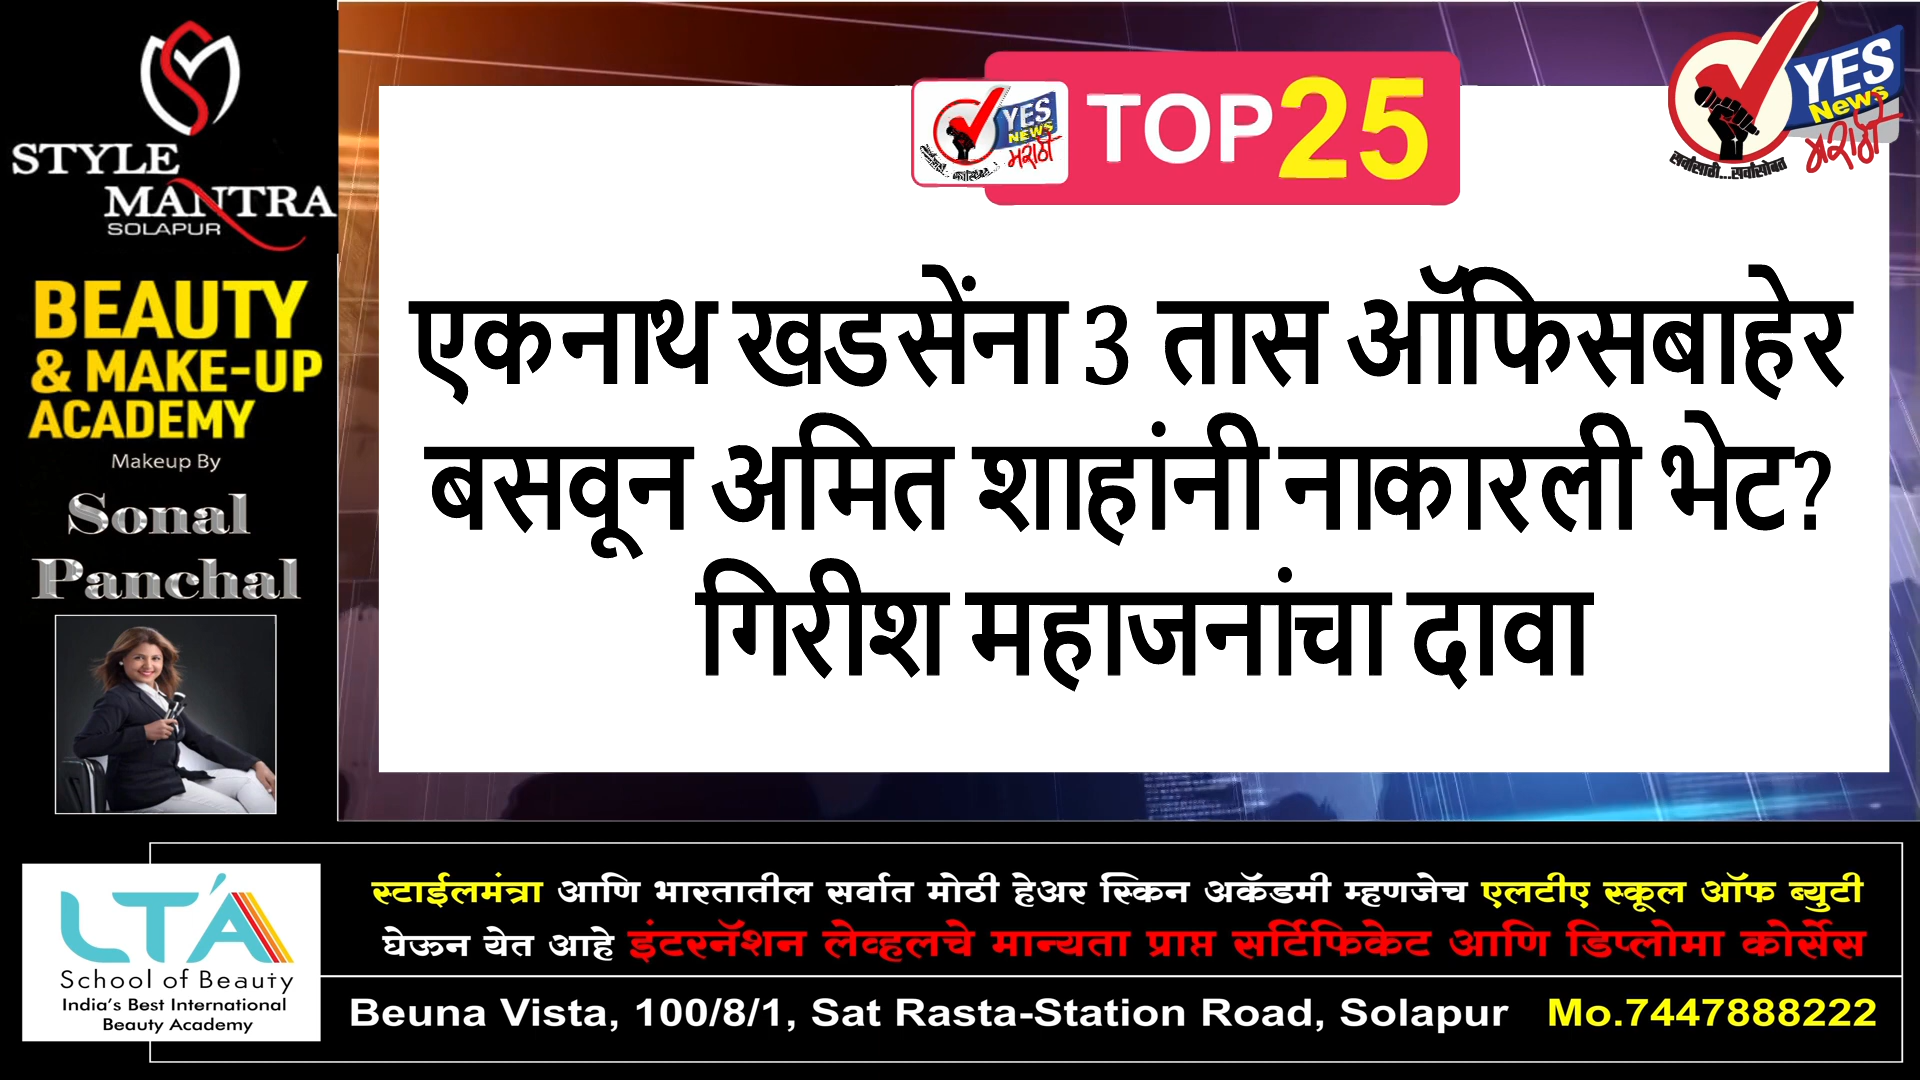 STYLE
MANTRA
SOLAPUR
BEAUTY
& MAKE-UP
ACADEMY
Makeup By
Sonal
Panchal
YES
NEWS
मराठी
TOP25
YES
News
मराठी
सर्वांसाठी...सर्वांसोबत
एकनाथ खडसेंना 3 तास ऑफिसबाहेर
बसवून अमित शाहांनी नाकारली भेट?
गिरीश महाजनांचा दावा
LTA
School of Beauty
India's Best International
Beauty Academy
स्टाईलमंत्रा आणि भारतातील सर्वात मोठी हेअर स्किन अकॅडमी म्हणजेच एलटीए स्कूल ऑफ ब्युटी
घेऊन येत आहे इंटरनॅशन लेव्हलचे मान्यता प्राप्त सर्टिफिकेट आणि डिप्लोमा कोर्सेस
Beuna Vista, 100/8/1, Sat Rasta-Station Road, Solapur Mo.7447888222